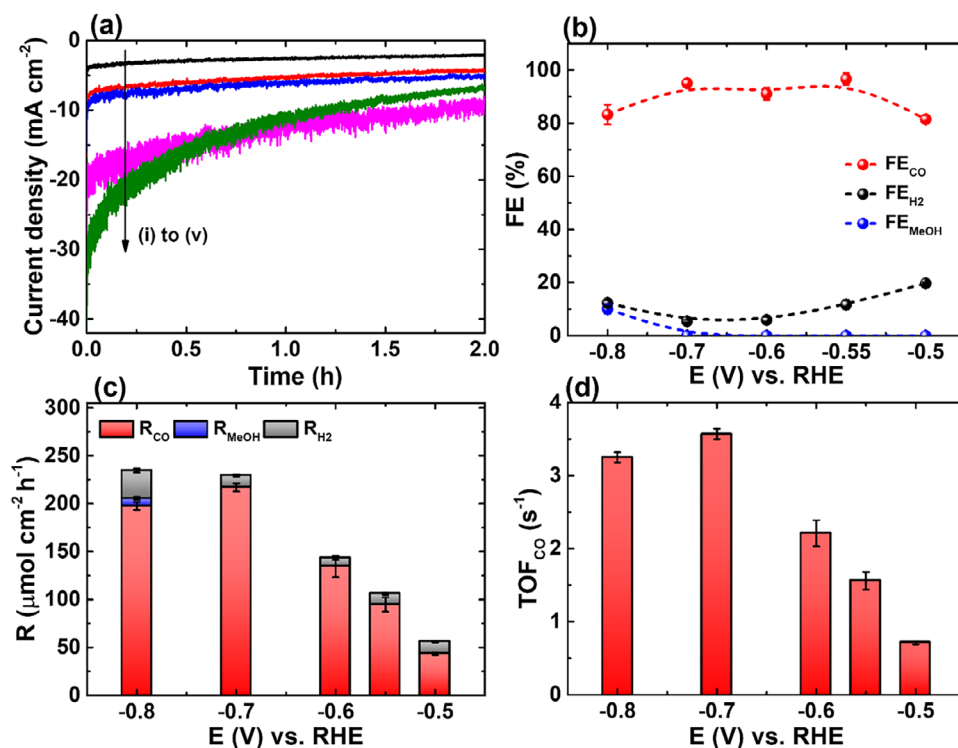 (a)
0
-10
-20
-30
-40
Current density (mA cm⁻²)
(i) to (v)
0.0 0.5 1.0 1.5 2.0
Time (h)
(b)
100
80
60
40
20
0
FE (%)
FE_CO
FE_H2
FE_MeOH
-0.8 -0.7 -0.6 -0.55 -0.5
E (V) vs. RHE
(c)
300
250
200
150
100
50
0
R (µmol cm⁻² h⁻¹)
R_CO R_MeOH R_H2
-0.8 -0.7 -0.6 -0.5
E (V) vs. RHE
(d)
4
3
2
1
0
TOF_CO (s⁻¹)
-0.8 -0.7 -0.6 -0.5
E (V) vs. RHE